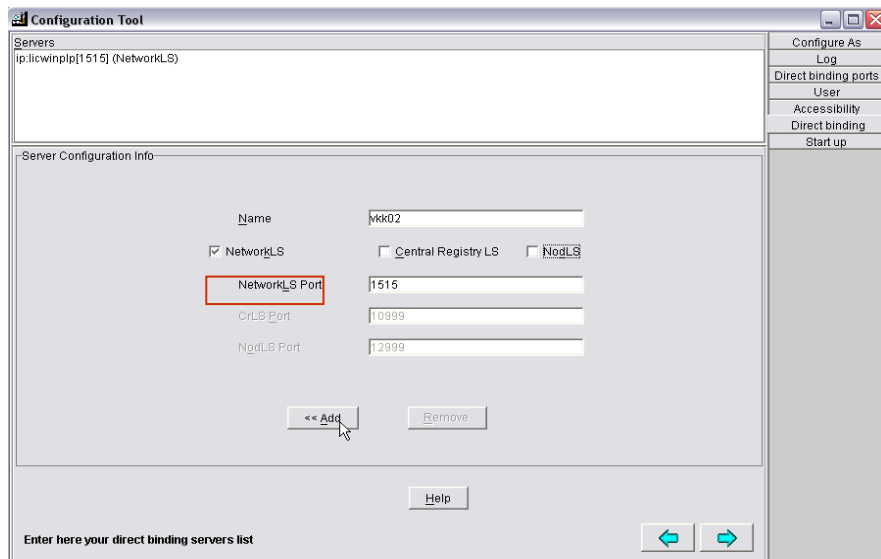 Configuration Tool
Servers
ip:licwinplp[1515] (NetworkLS)
Configure As
Log
Direct binding ports
User
Accessibility
Direct binding
Start up
Server Configuration Info
Name vkk02
NetworkLS Central Registry LS NodLS
NetworkLS Port 1515
CrLS Port 10999
NodLS Port 12999
<< Add Remove
Help
Enter here your direct binding servers list